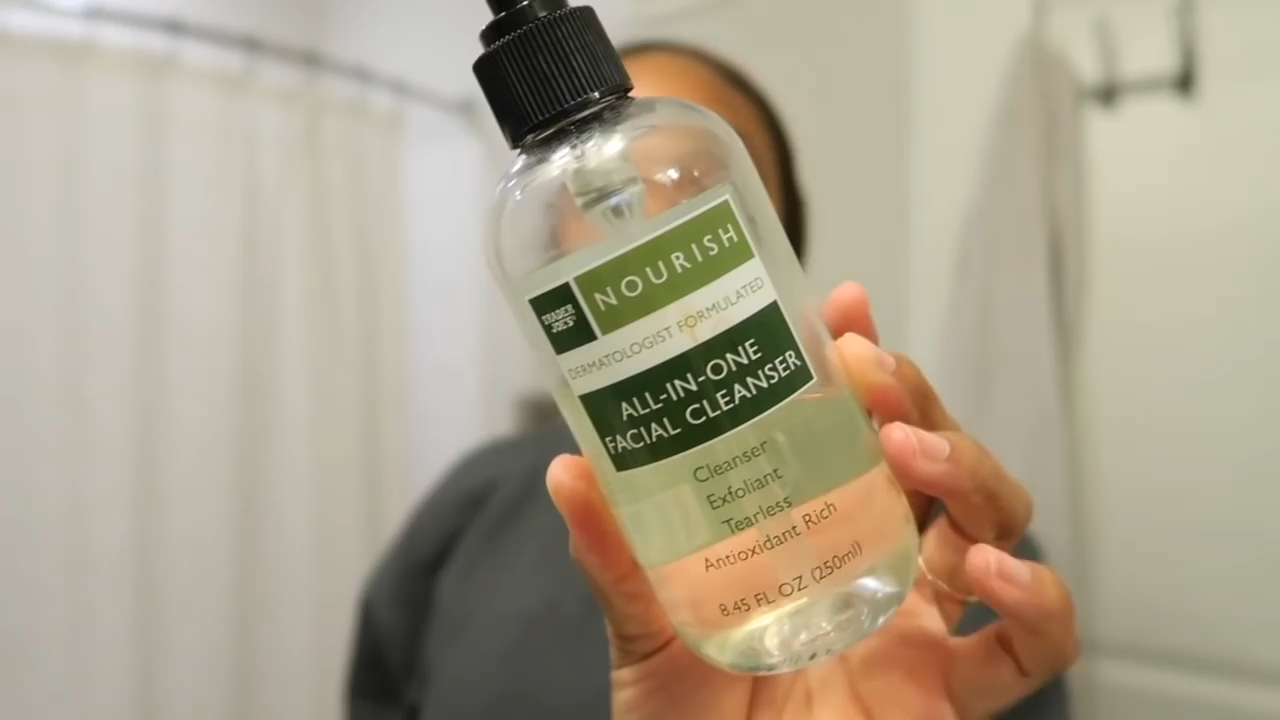 TRADER
JOE'S
NOURISH
DERMATOLOGIST FORMULATED
ALL-IN-ONE
FACIAL CLEANSER
Cleanser
Exfoliant
Tearless
Antioxidant Rich
8.45 FL OZ (250ml)